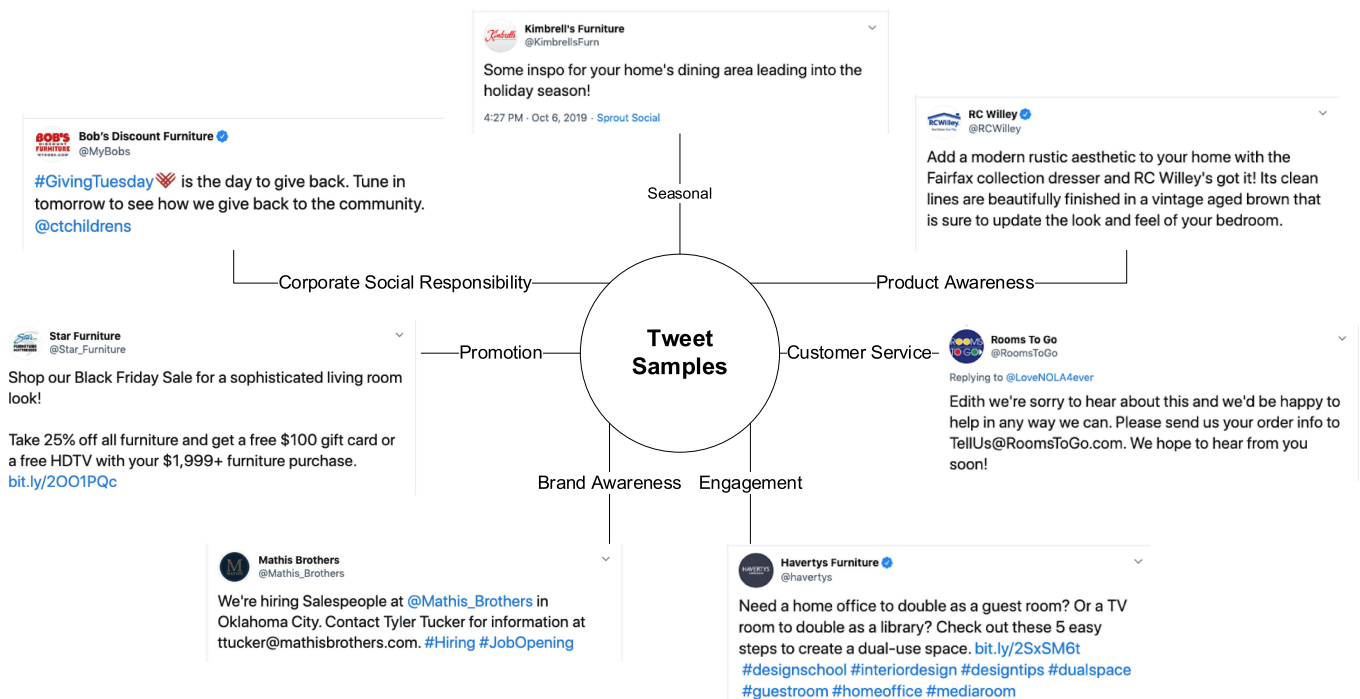 Kimbrells
Kimbrell's Furniture
@KimbrellsFurn
Some inspo for your home's dining area leading into the
holiday season!
4:27 PM · Oct 6, 2019 · Sprout Social
Seasonal
BOB'S
DISCOUNT
FURNITURE
Bob's Discount Furniture
@MyBobs
#GivingTuesday is the day to give back. Tune in
tomorrow to see how we give back to the community.
@ctchildrens
Corporate Social Responsibility
RCWilley
RC Willey
@RCWilley
Add a modern rustic aesthetic to your home with the
Fairfax collection dresser and RC Willey's got it! Its clean
lines are beautifully finished in a vintage aged brown that
is sure to update the look and feel of your bedroom.
Product Awareness
Star
FURNITURE
MATTRESSES
Star Furniture
@Star_Furniture
Shop our Black Friday Sale for a sophisticated living room
look!
Take 25% off all furniture and get a free $100 gift card or
a free HDTV with your $1,999+ furniture purchase.
bit.ly/2OO1PQc
Promotion
Tweet
Samples
Customer Service
ROOMS
TO GO
Rooms To Go
@RoomsToGo
Replying to @LoveNOLA4ever
Edith we're sorry to hear about this and we'd be happy to
help in any way we can. Please send us your order info to
TellUs@RoomsToGo.com. We hope to hear from you
soon!
Brand Awareness
Engagement
M
Mathis Brothers
@Mathis_Brothers
We're hiring Salespeople at @Mathis_Brothers in
Oklahoma City. Contact Tyler Tucker for information at
ttucker@mathisbrothers.com. #Hiring #JobOpening
HAVERTYS
Havertys Furniture
@havertys
Need a home office to double as a guest room? Or a TV
room to double as a library? Check out these 5 easy
steps to create a dual-use space. bit.ly/2SxSM6t
#designschool #interiordesign #designtips #dualspace
#guestroom #homeoffice #mediaroom